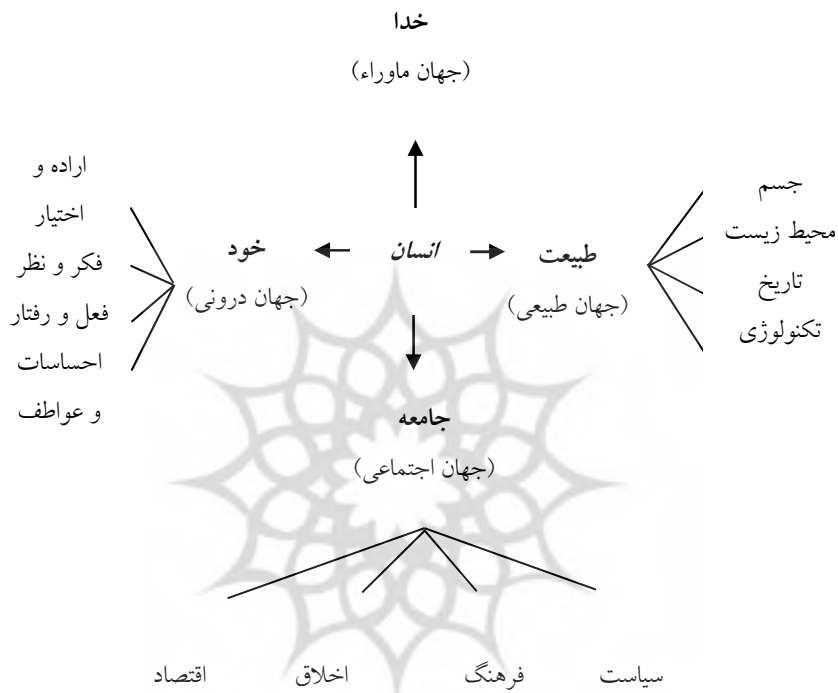 خدا
(جهان ماوراء)
جسم
محیط زیست
تاریخ
تکنولوژی
طبیعت
(جهان طبیعی)
انسان
خود
(جهان درونی)
اراده و
اختیار
فکر و نظر
فعل و رفتار
احساسات
و عواطف
جامعه
(جهان اجتماعی)
سیاست
فرهنگ
اخلاق
اقتصاد